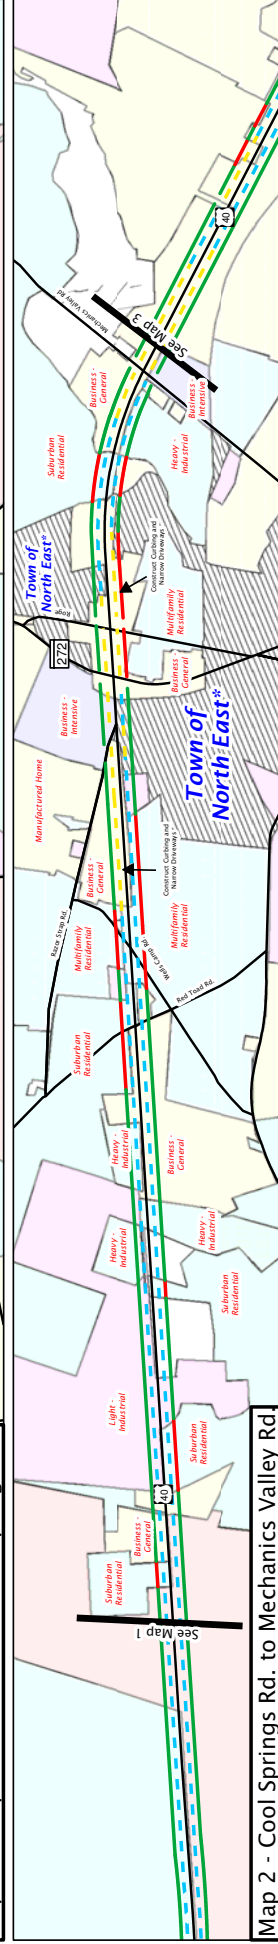 40
See Map 3
Mechanics Valley Rd
Business -
General
Business -
Intensive
Suburban
Residential
Heavy -
Industrial
Town of
North East*
Construct Curbing and
Narrow Driveways
Multifamily
Residential
272
Business -
General
Business -
Intensive
Town of
North East*
Manufactured Home
Business -
General
Construct Curbing and
Narrow Driveways
Razor Strap Rd.
Multifamily
Residential
Multifamily
Residential
Wells Camp Rd.
Red Toad Rd.
Suburban
Residential
Heavy -
Industrial
Business -
General
Heavy -
Industrial
Heavy -
Industrial
Suburban
Residential
Light -
Industrial
Suburban
Residential
40
Business -
General
Suburban
Residential
See Map 1
Map 2 - Cool Springs Rd. to Mechanics Valley Rd.